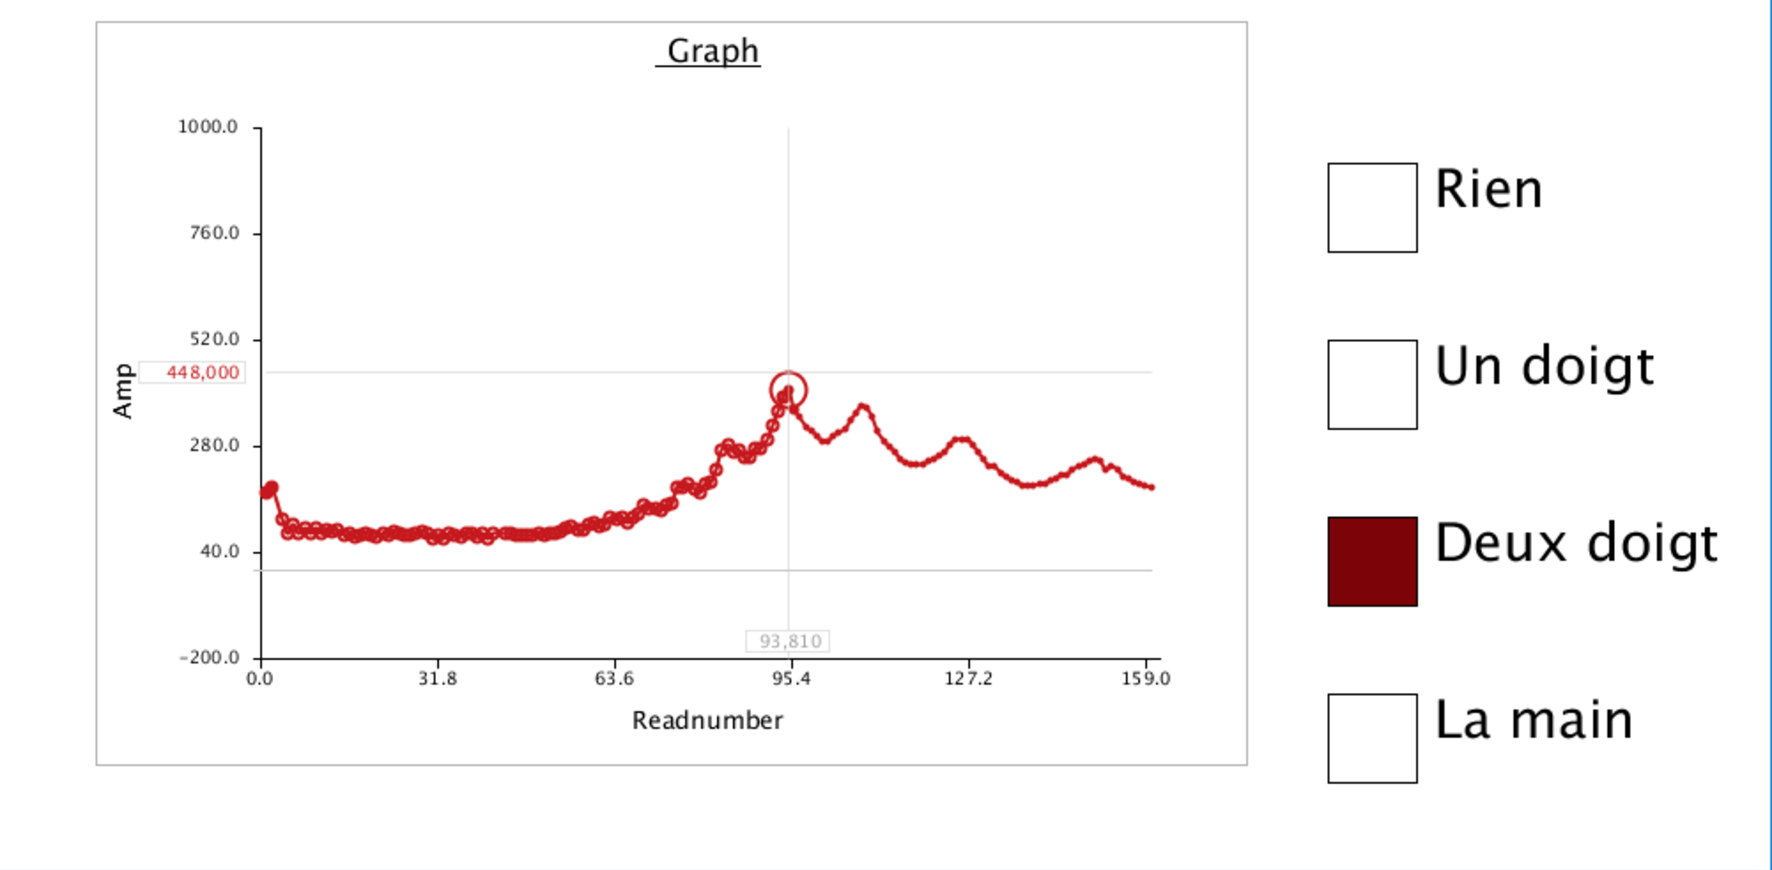 Graph
1000.0
760.0
520.0
448,000
280.0
40.0
-200.0
Amp
93,810
0.0 31.8 63.6 95.4 127.2 159.0
Readnumber
Rien
Un doigt
Deux doigt
La main